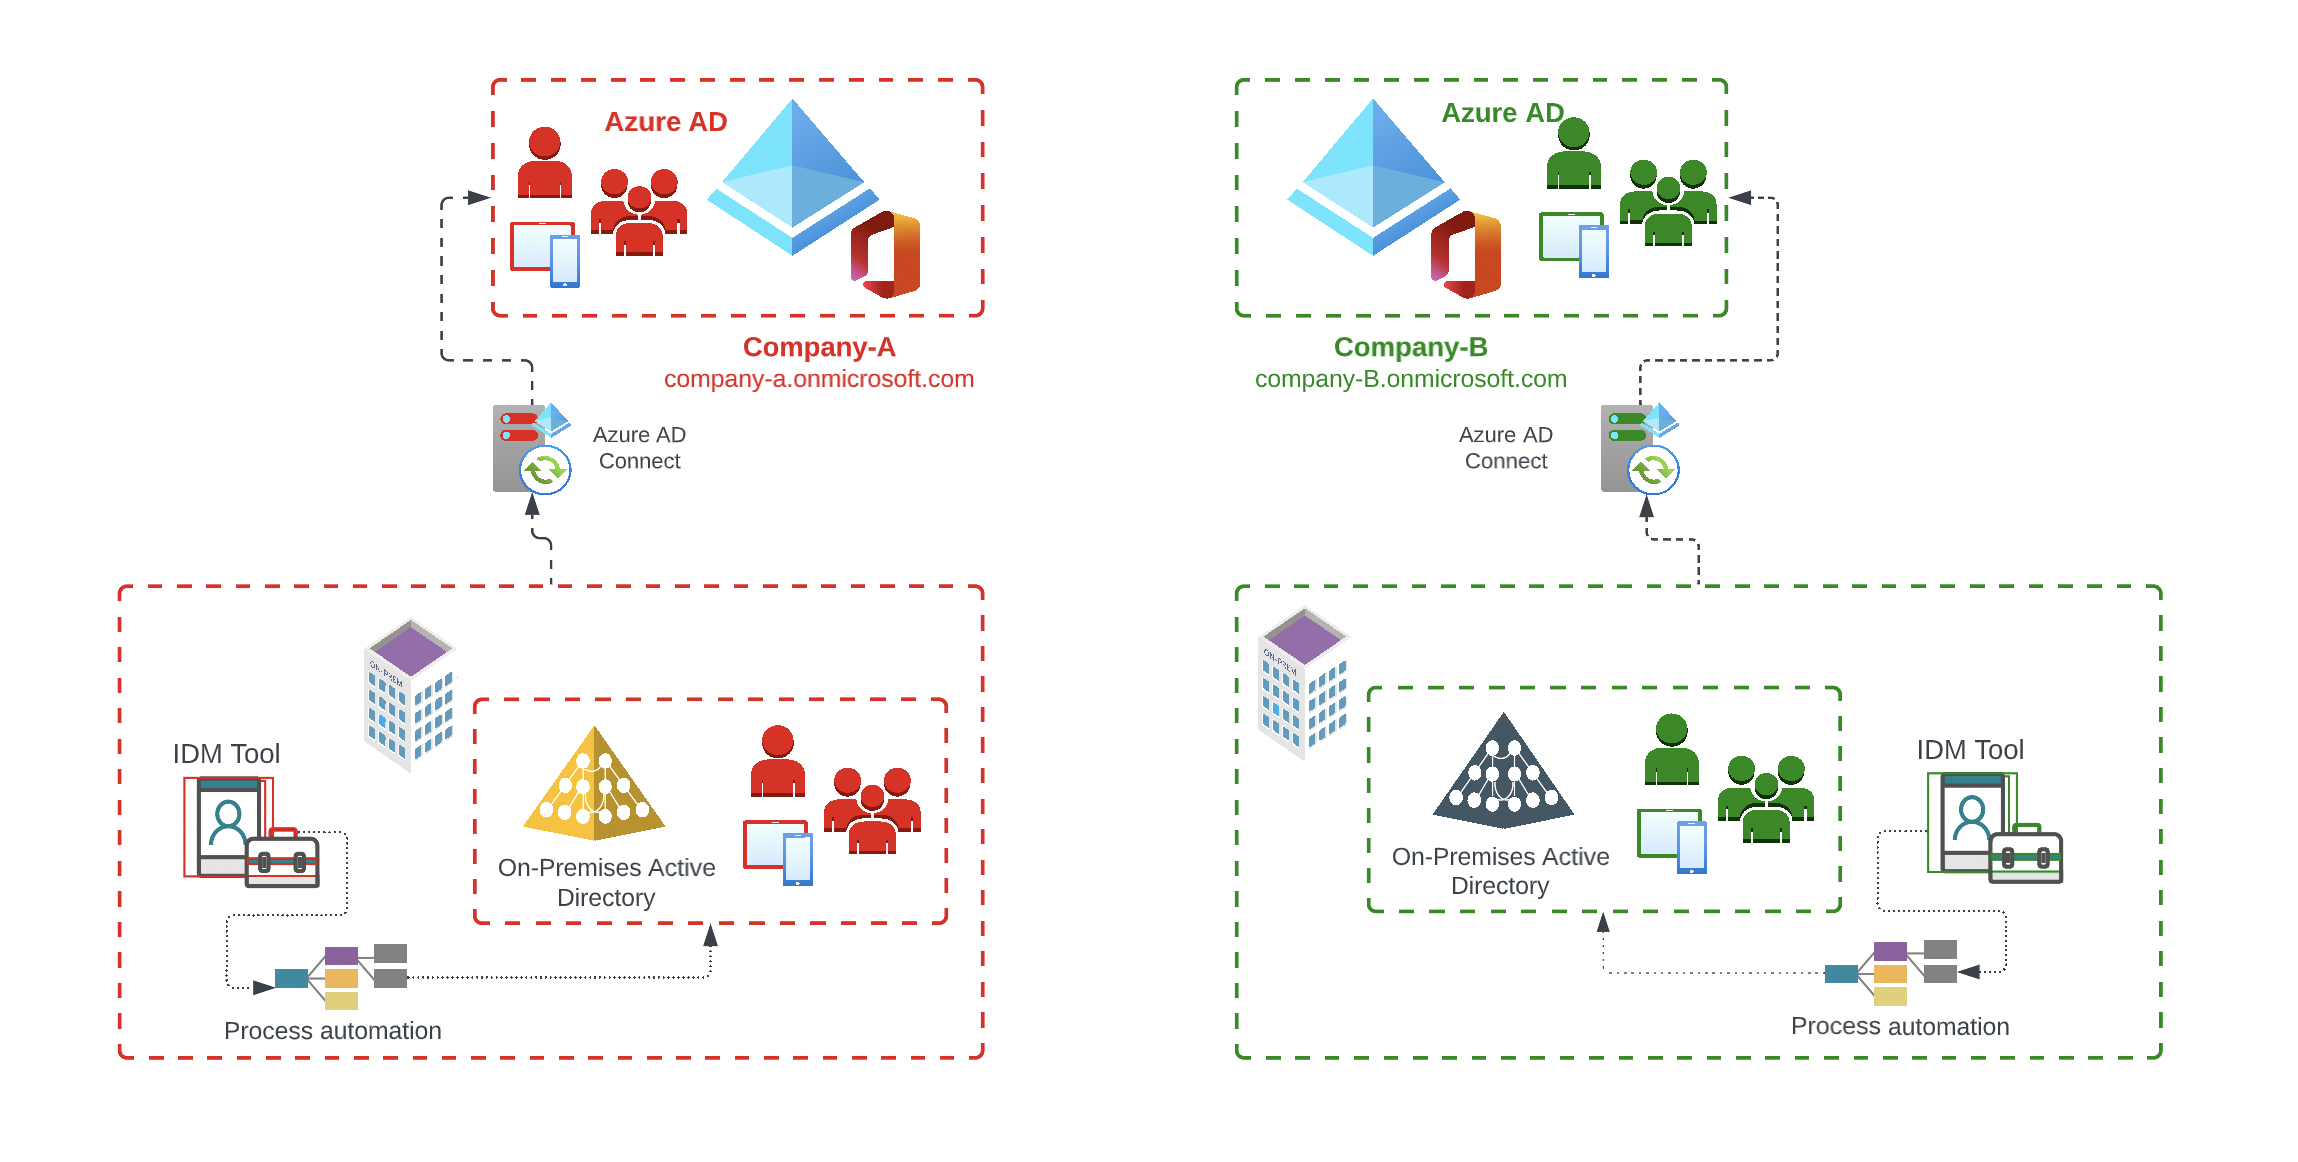 Azure AD
Company-A
company-a.onmicrosoft.com
Azure AD
Connect
ON-PREM
IDM Tool
On-Premises Active
Directory
Process automation
Azure AD
Company-B
company-B.onmicrosoft.com
Azure AD
Connect
ON-PREM
On-Premises Active
Directory
IDM Tool
Process automation